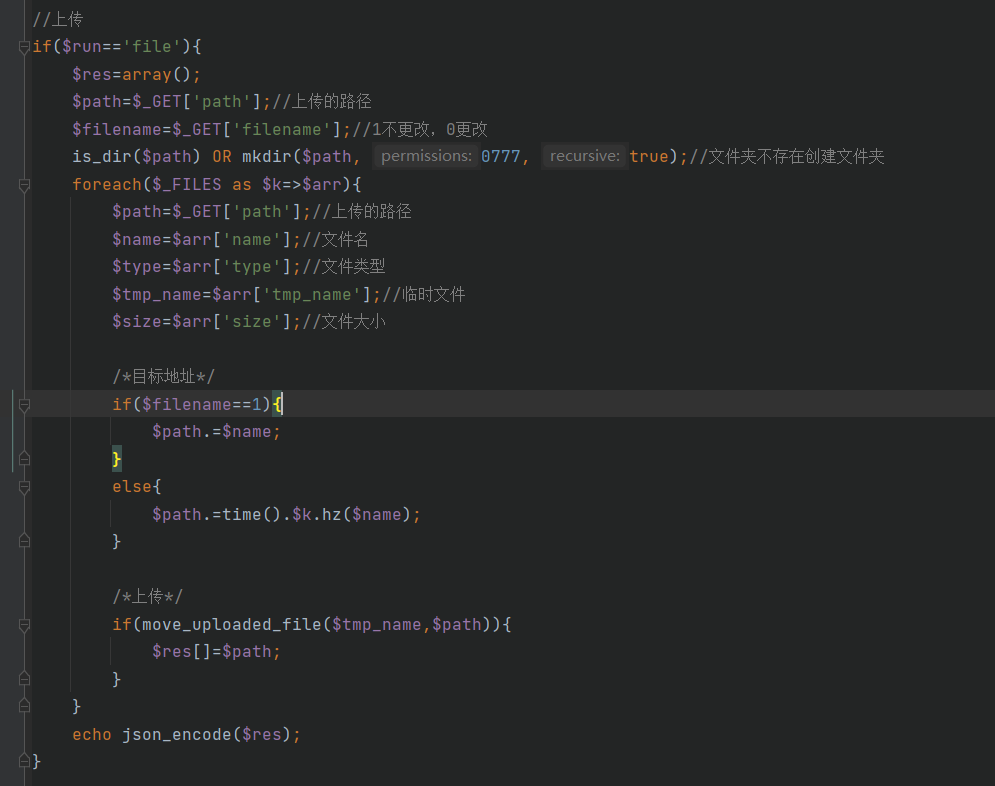 //上传
if($run=='file'){
$res=array();
$path=$_GET['path'];//上传的路径
$filename=$_GET['filename'];//1不更改，0更改
is_dir($path) OR mkdir($path, permissions: 0777, recursive: true);//文件夹不存在创建文件夹
foreach($_FILES as $k=>$arr){
$path=$_GET['path'];//上传的路径
$name=$arr['name'];//文件名
$type=$arr['type'];//文件类型
$tmp_name=$arr['tmp_name'];//临时文件
$size=$arr['size'];//文件大小
/*目标地址*/
if($filename==1){
$path.=$name;
}
else{
$path.=time().$k.hz($name);
}
/*上传*/
if(move_uploaded_file($tmp_name,$path)){
$res[]=$path;
}
}
echo json_encode($res);
}